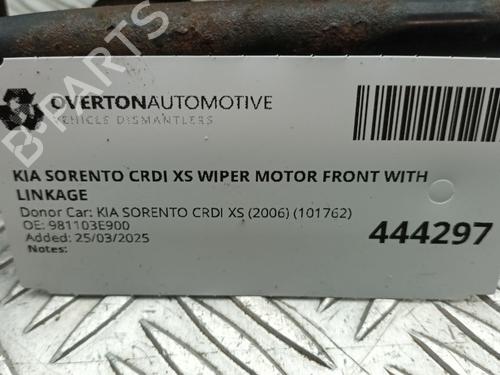 OVERTONAUTOMOTIVE
VEHICLE DISMANTLERS
B-PARTS
KIA SORENTO CRDI XS WIPER MOTOR FRONT WITH
LINKAGE
Donor Car: KIA SORENTO CRDI XS (2006) (101762)
OE: 981103E900
Added: 25/03/2025
Notes:
444297